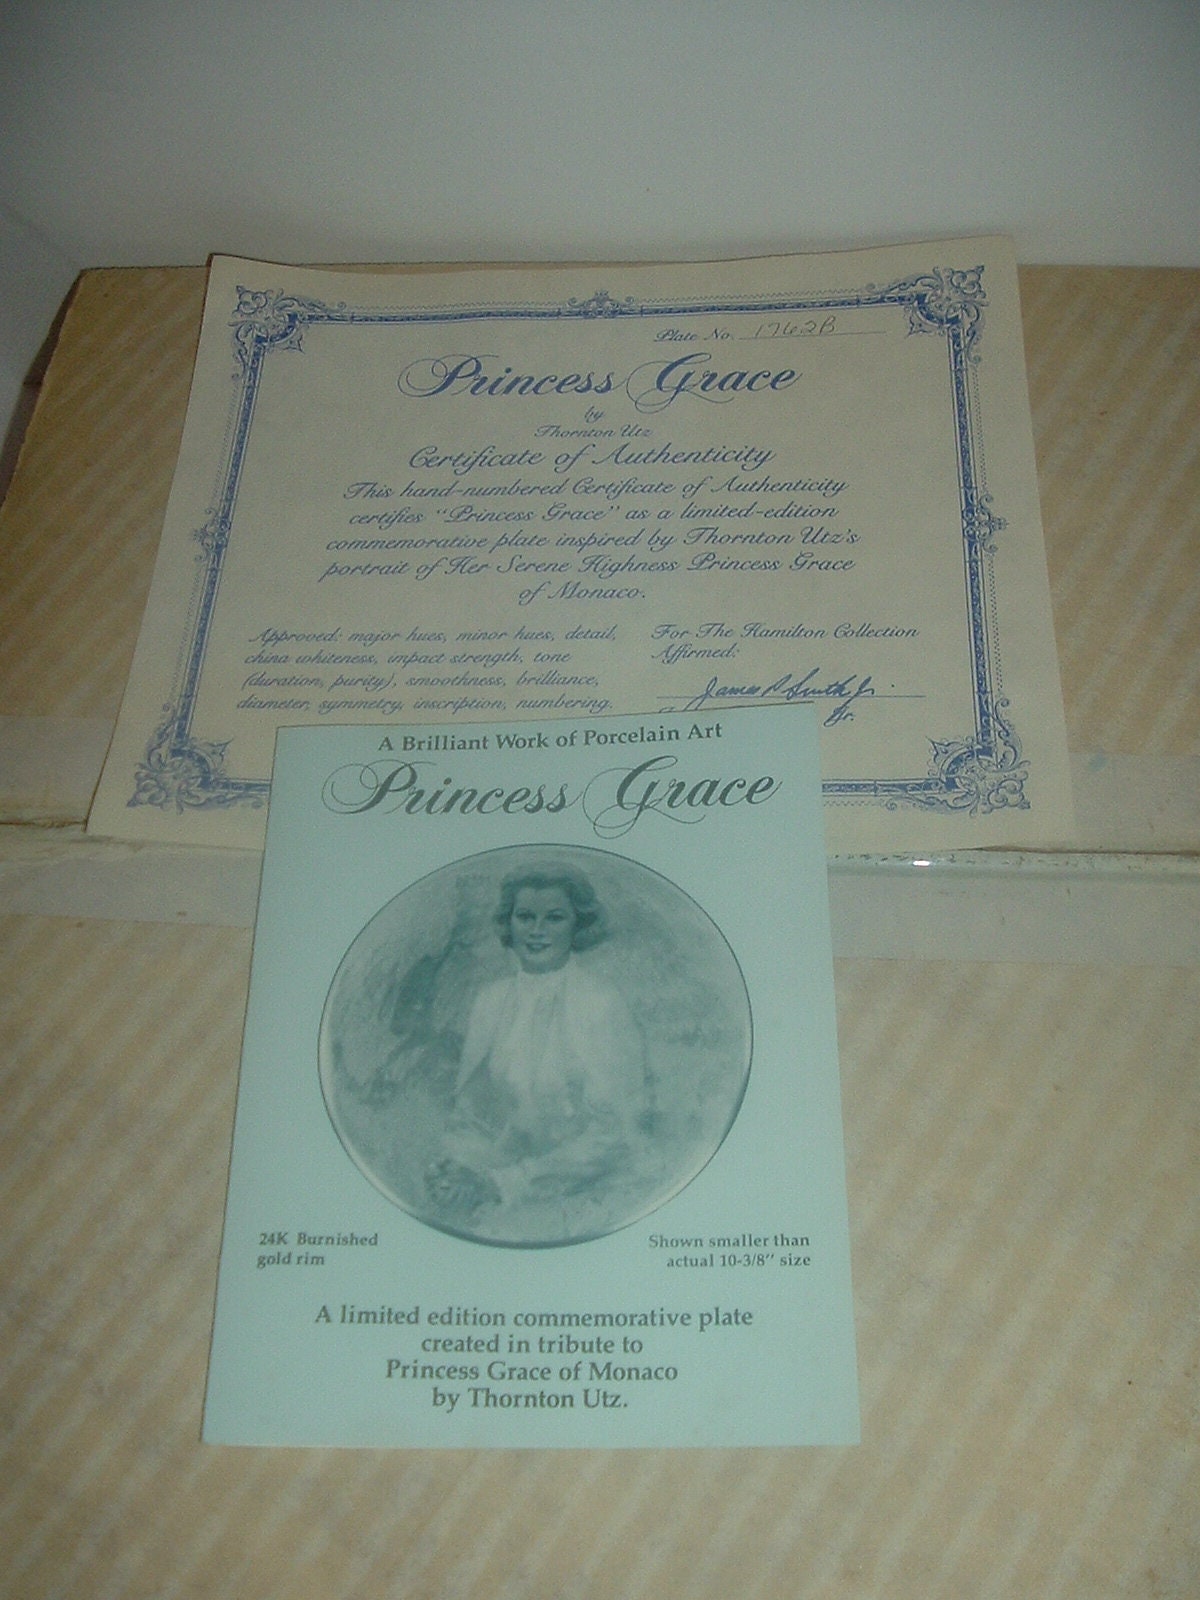 Plate No. 1762B
Princess Grace
by
Thornton Utz
Certificate of Authenticity
This hand-numbered Certificate of Authenticity
certifies "Princess Grace" as a limited-edition
commemorative plate inspired by Thornton Utz's
portrait of Her Serene Highness Princess Grace
of Monaco.
Approved: major hues, minor hues, detail,
china whiteness, impact strength, tone
(duration, purity), smoothness, brilliance,
diameter, symmetry, inscription, numbering.
For The Hamilton Collection
Affirmed:
James P Smith Jr.
Jr.
A Brilliant Work of Porcelain Art
Princess Grace
24K Burnished
gold rim
Shown smaller than
actual 10-3/8" size
A limited edition commemorative plate
created in tribute to
Princess Grace of Monaco
by Thornton Utz.